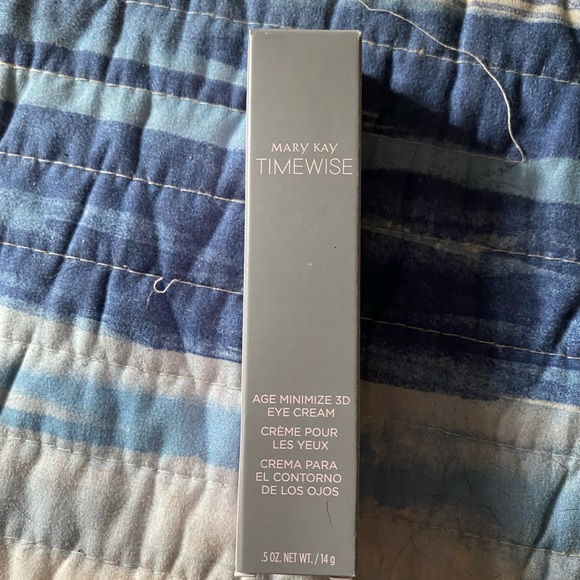 MARY KAY
TIMEWISE
AGE MINIMIZE 3D
EYE CREAM
CRÈME POUR
LES YEUX
CREMA PARA
EL CONTORNO
DE LOS OJOS
.5 OZ. NET WT. / 14 g